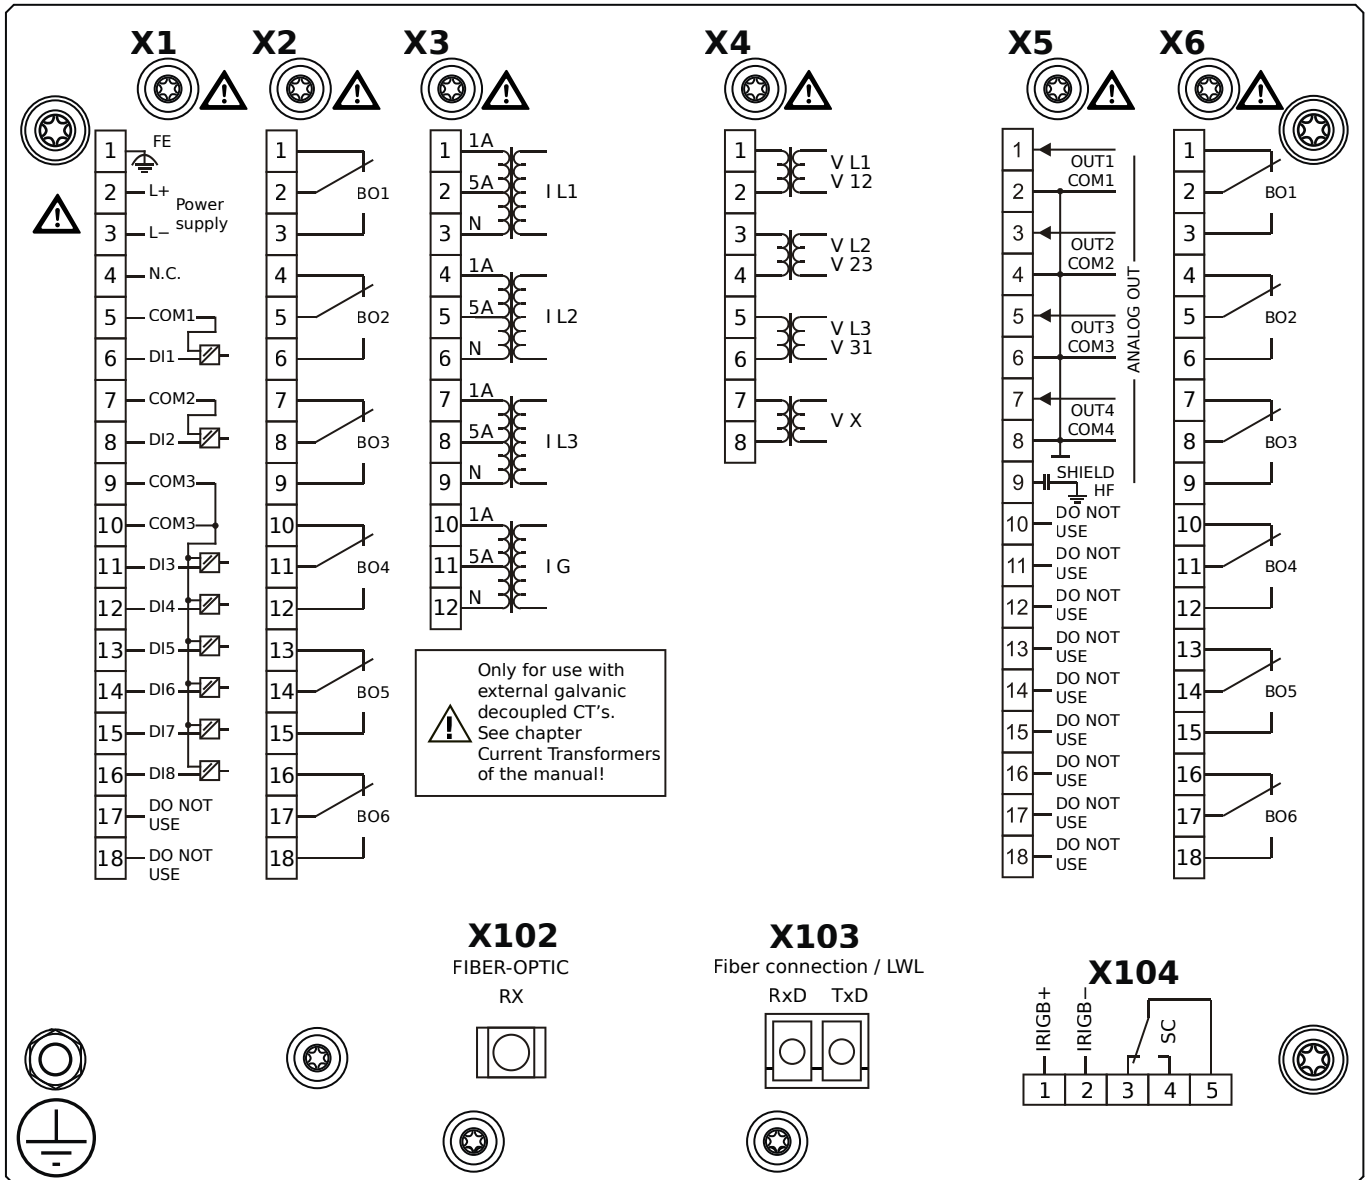 X1
1 FE
2 L+
Power
supply
3 L−
4 N.C.
5 COM1
6 DI1
7 COM2
8 DI2
9 COM3
10 COM3
11 DI3
12 DI4
13 DI5
14 DI6
15 DI7
16 DI8
17 DO NOT
USE
18 DO NOT
USE
X2
1
2 BO1
3
4
5 BO2
6
7
8 BO3
9
10
11 BO4
12
13
14 BO5
15
16
17 BO6
18
X3
1 1A
2 5A I L1
3 N
4 1A
5 5A I L2
6 N
7 1A
8 5A I L3
9 N
10 1A
11 5A I G
12 N
Only for use with
external galvanic
decoupled CT's.
See chapter
Current Transformers
of the manual!
X4
1 V L1
2 V 12
3 V L2
4 V 23
5 V L3
6 V 31
7 V X
8
X5
1 OUT1
2 COM1
3 OUT2
4 COM2
5 OUT3
6 COM3
7 OUT4
8 COM4
ANALOG OUT
9 SHIELD
HF
10 DO NOT
USE
11 DO NOT
USE
12 DO NOT
USE
13 DO NOT
USE
14 DO NOT
USE
15 DO NOT
USE
16 DO NOT
USE
17 DO NOT
USE
18 DO NOT
USE
X6
1
2 BO1
3
4
5 BO2
6
7
8 BO3
9
10
11 BO4
12
13
14 BO5
15
16
17 BO6
18
X102
FIBER-OPTIC
RX
X103
Fiber connection / LWL
RxD TxD
X104
IRIGB+ IRIGB− SC
1 2 3 4 5